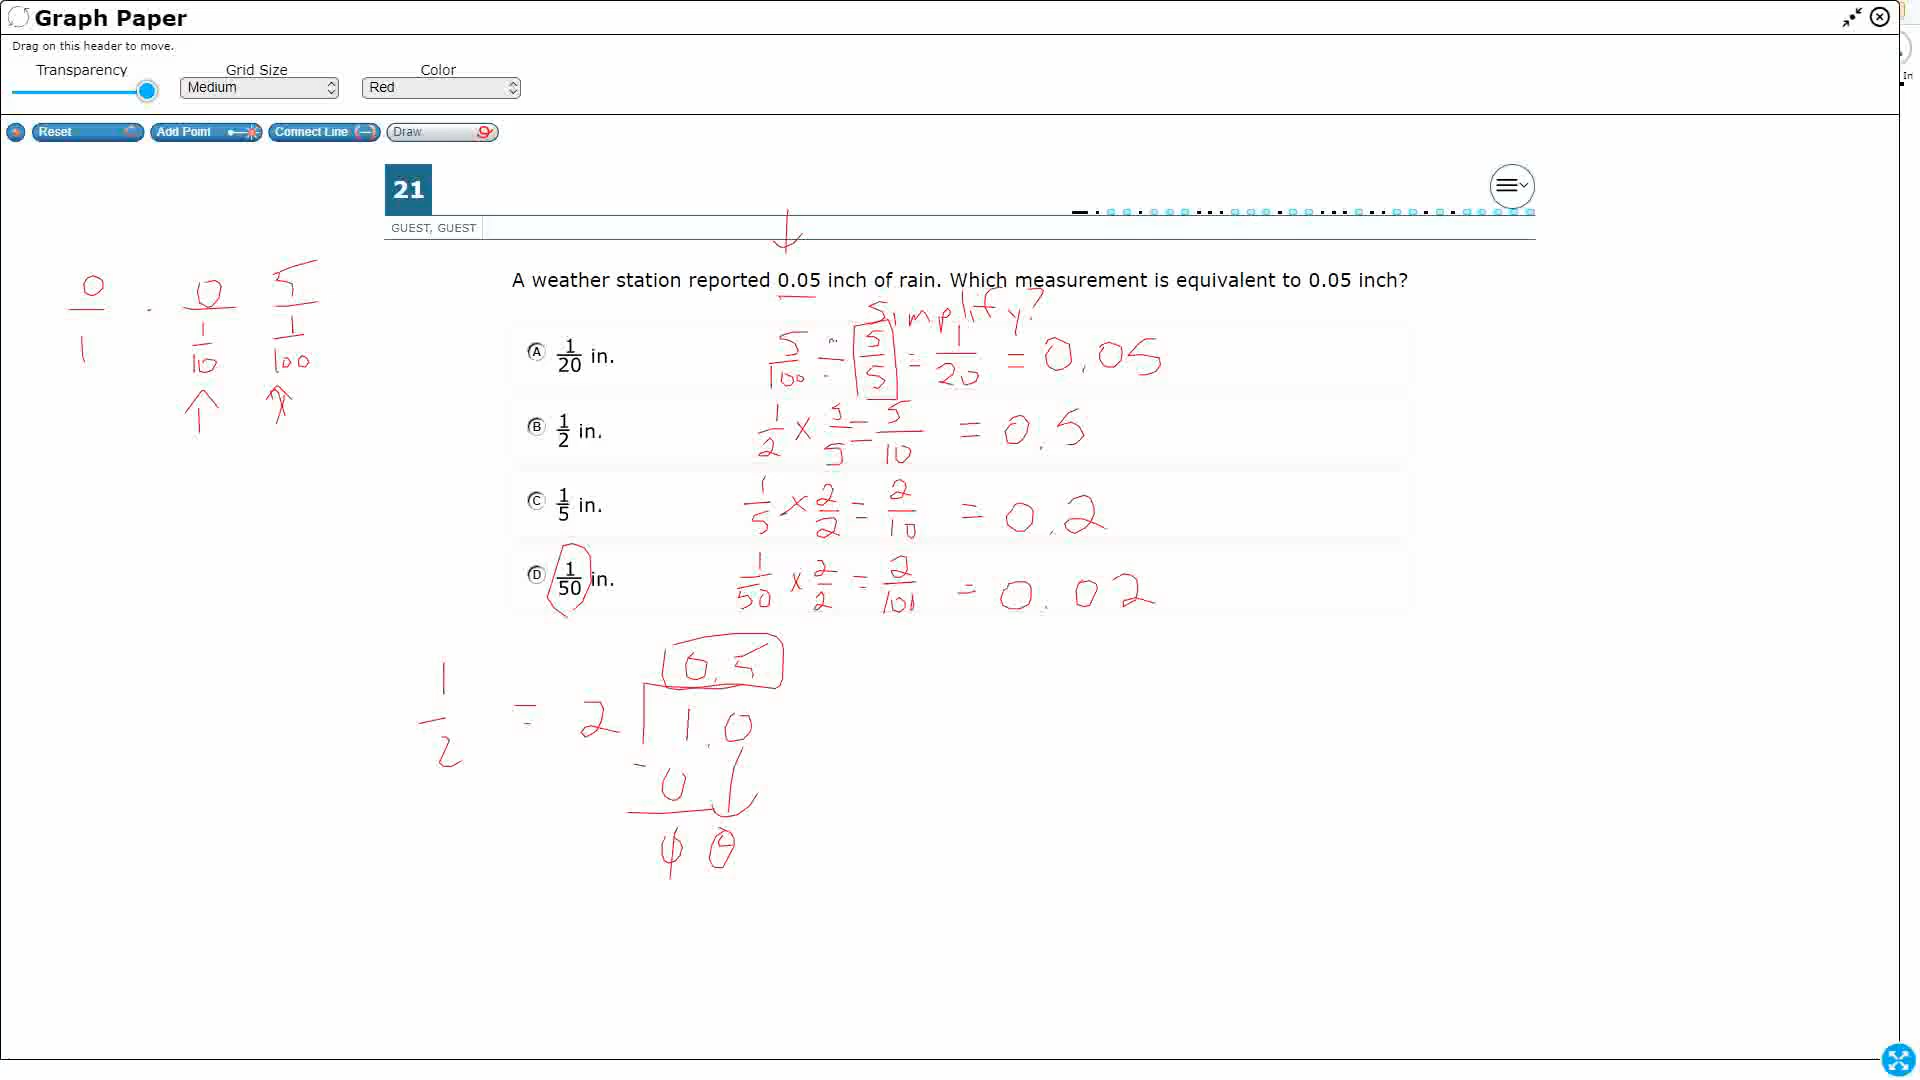 Graph Paper
Drag on this header to move.
Transparency Grid Size Color
Medium Red
Reset Add Point Connect Line Draw
21
GUEST, GUEST
A weather station reported 0.05 inch of rain. Which measurement is equivalent to 0.05 inch?
0/1 . 0/(1/10) 5/(1/100)
Simplify?
A 1/20 in. 5/100 ÷ 5/5 = 1/20 = 0.05
B 1/2 in. 1/2 × 5/5 = 5/10 = 0.5
C 1/5 in. 1/5 × 2/2 = 2/10 = 0.2
D 1/50 in. 1/50 × 2/2 = 2/100 = 0.02
0.5
1/2 = 2 1.0
- 0
In